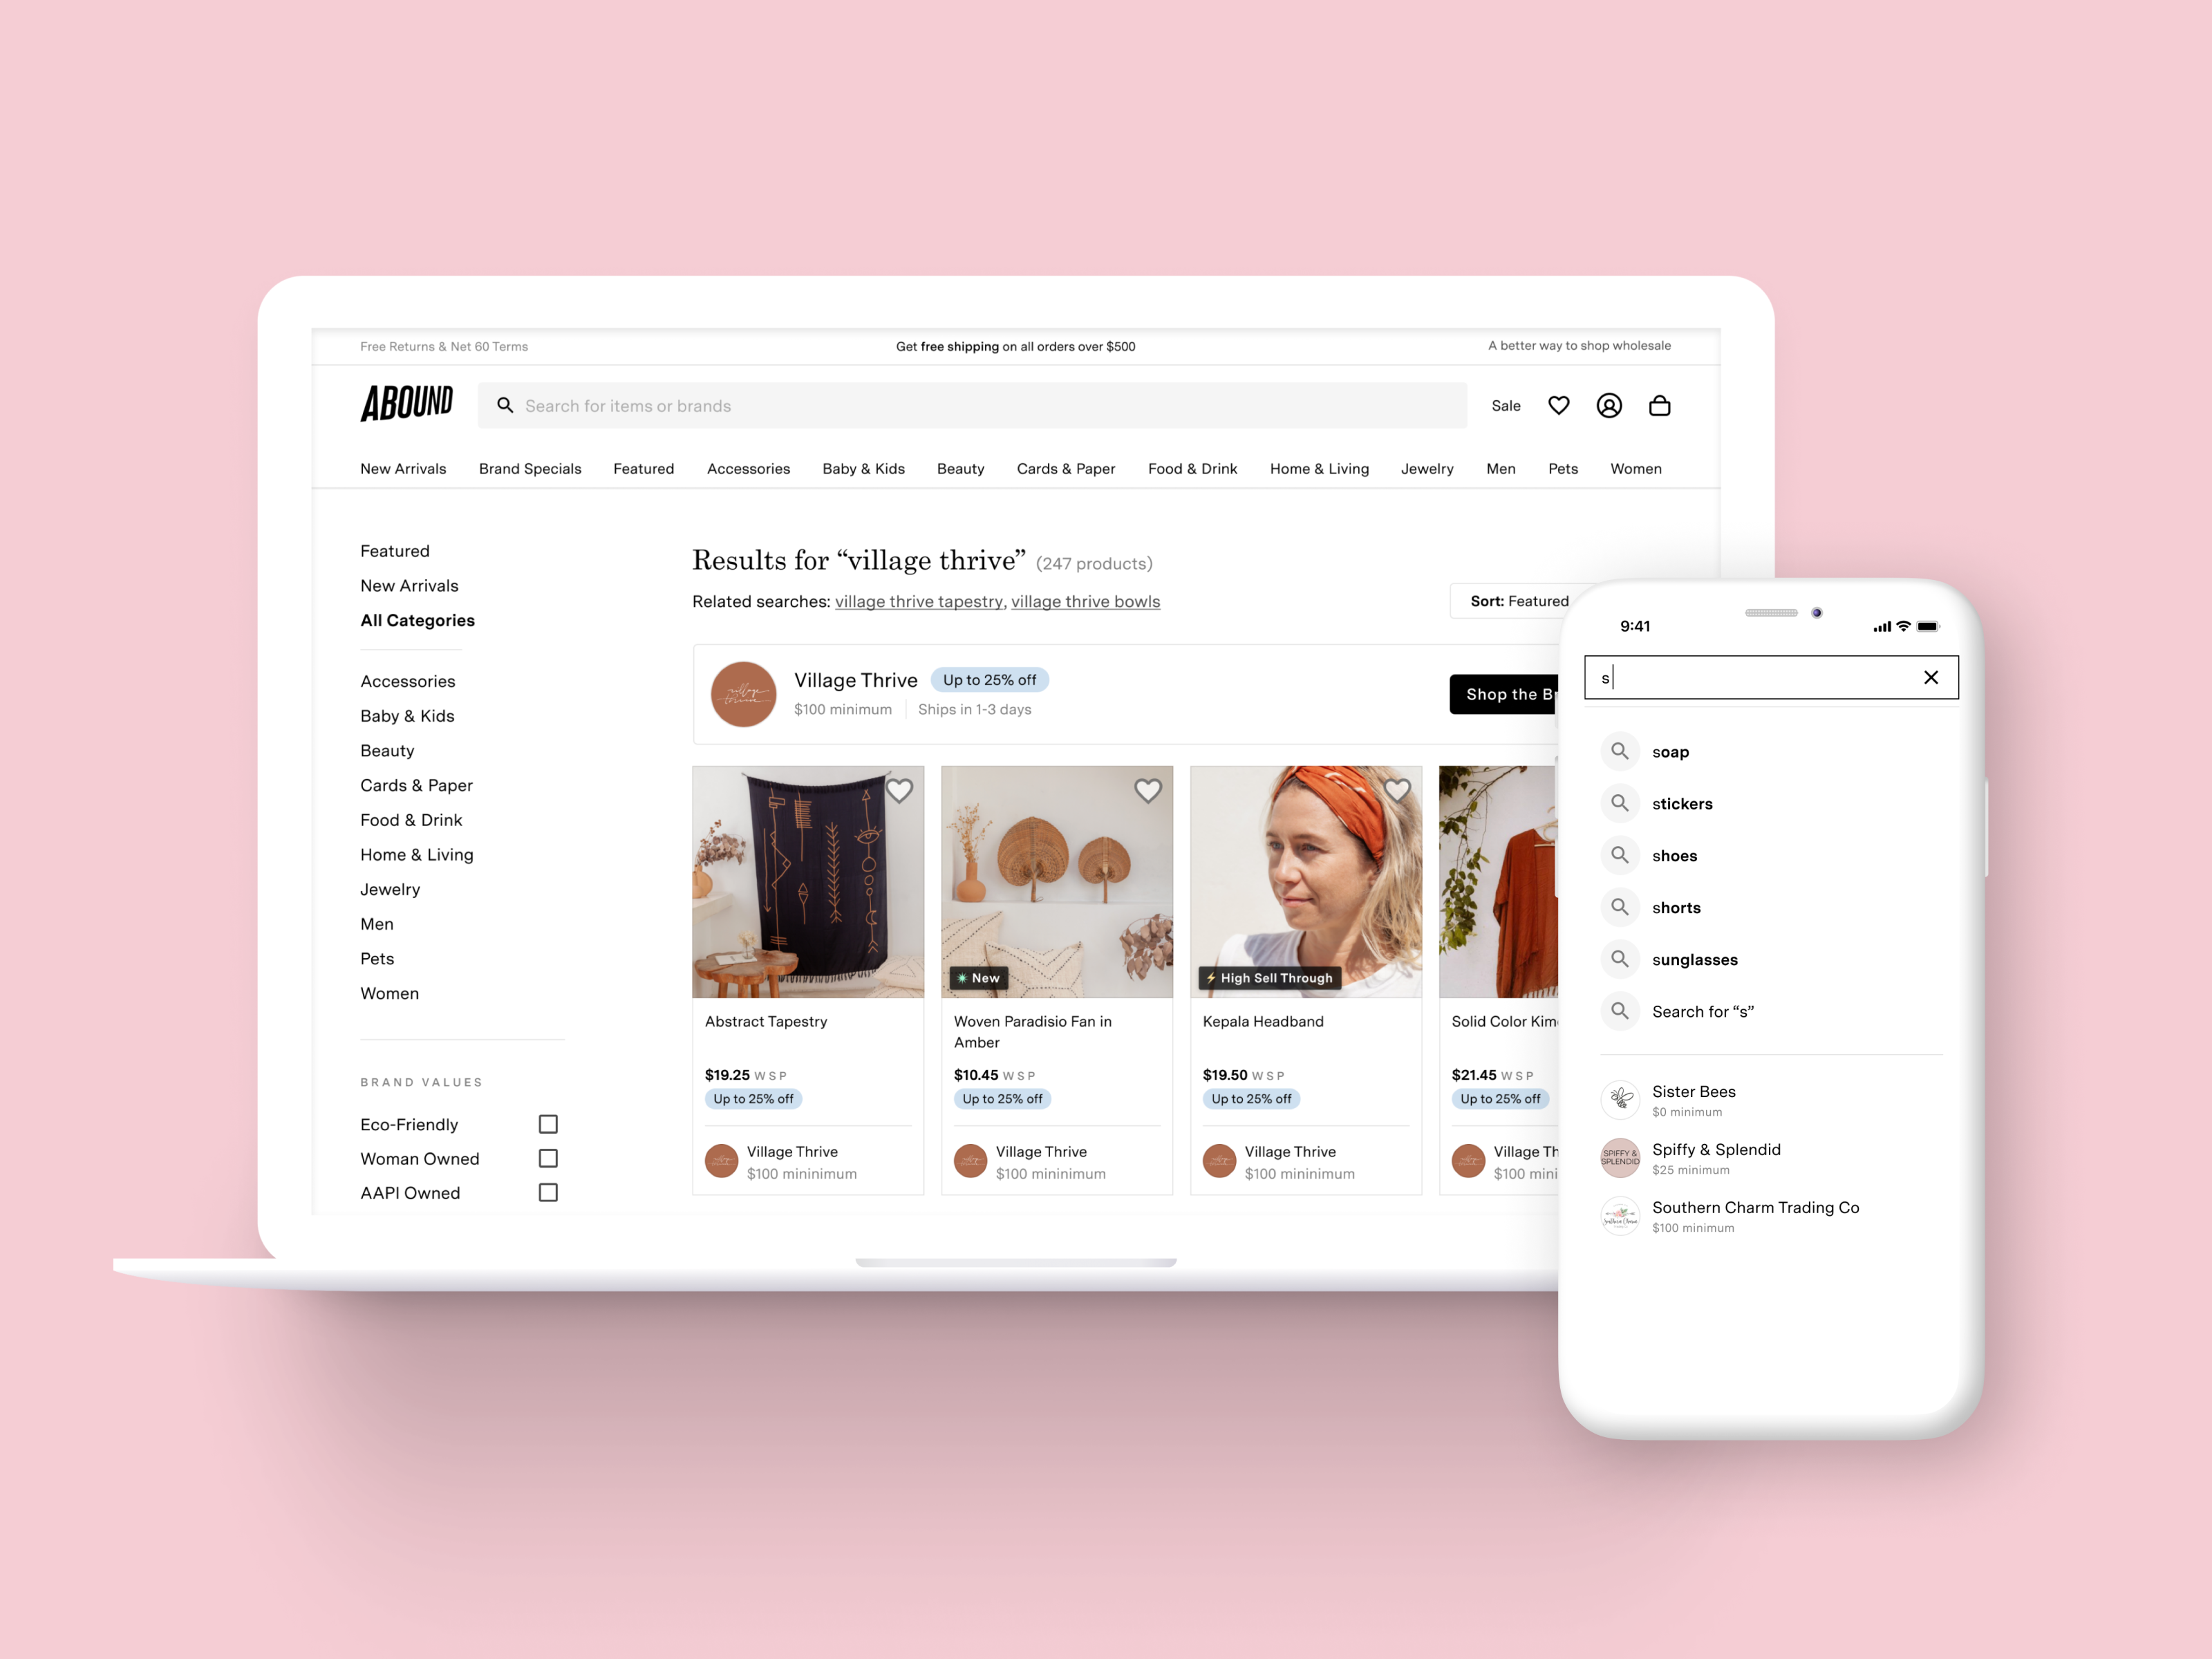 Free Returns & Net 60 Terms
Get free shipping on all orders over $500
A better way to shop wholesale
ABOUND
Search for items or brands
Sale
New Arrivals
Brand Specials
Featured
Accessories
Baby & Kids
Beauty
Cards & Paper
Food & Drink
Home & Living
Jewelry
Men
Pets
Women
Featured
New Arrivals
All Categories
Accessories
Baby & Kids
Beauty
Cards & Paper
Food & Drink
Home & Living
Jewelry
Men
Pets
Women
BRAND VALUES
Eco-Friendly
Woman Owned
AAPI Owned
Results for “village thrive” (247 products)
Related searches: village thrive tapestry, village thrive bowls
Sort: Featured
village
thrive
Village Thrive
Up to 25% off
$100 minimum
Ships in 1-3 days
Shop the B
Abstract Tapestry
$19.25 WSP
Up to 25% off
Village Thrive
$100 mininimum
New
Woven Paradisio Fan in
Amber
$10.45 WSP
Up to 25% off
Village Thrive
$100 mininimum
High Sell Through
Kepala Headband
$19.50 WSP
Up to 25% off
Village Thrive
$100 mininimum
Solid Color Kim
$21.45 WSP
Up to 25% off
Village Th
$100 mini
9:41
s
soap
stickers
shoes
shorts
sunglasses
Search for “s”
Sister Bees
$0 minimum
SPIFFY &
SPLENDID
Spiffy & Splendid
$25 minimum
Southern Charm
Southern Charm Trading Co
$100 minimum